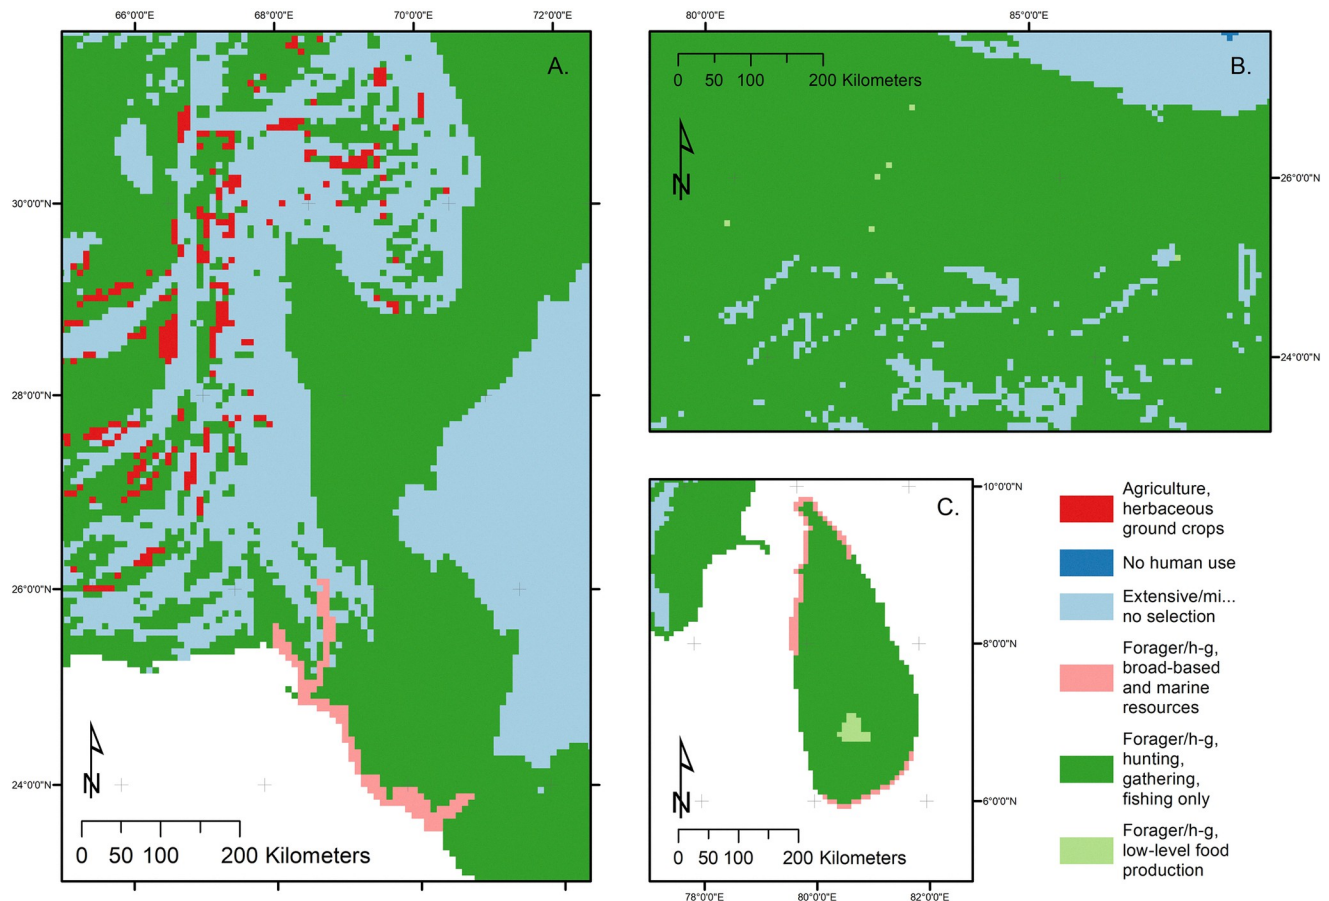 66°0'0"E 68°0'0"E 70°0'0"E 72°0'0"E
A.
30°0'0"N
28°0'0"N
26°0'0"N
24°0'0"N
N
0 50 100 200 Kilometers
80°0'0"E 85°0'0"E
0 50 100 200 Kilometers
B.
N
26°0'0"N
24°0'0"N
C.
10°0'0"N
8°0'0"N
6°0'0"N
N
0 50 100 200 Kilometers
78°0'0"E 80°0'0"E 82°0'0"E
Agriculture,
herbaceous
ground crops
No human use
Extensive/mi...
no selection
Forager/h-g,
broad-based
and marine
resources
Forager/h-g,
hunting,
gathering,
fishing only
Forager/h-g,
low-level food
production